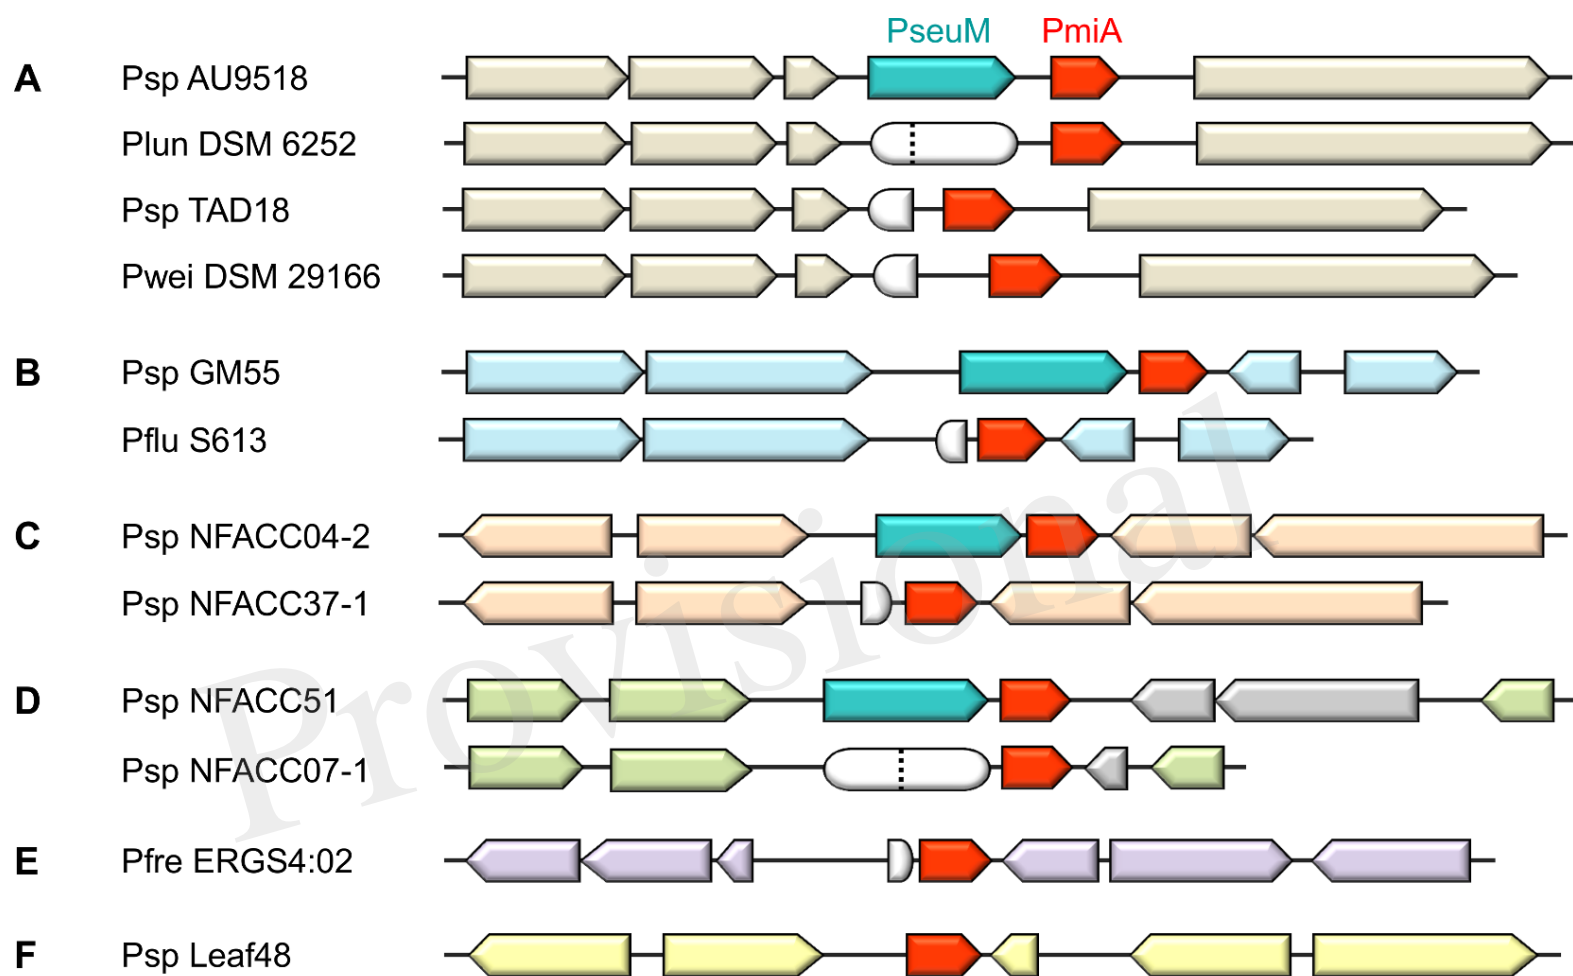 PseuM PmiA
A Psp AU9518
Plun DSM 6252
Psp TAD18
Pwei DSM 29166
B Psp GM55
Pflu S613
C Psp NFACC04-2
Psp NFACC37-1
D Psp NFACC51
Psp NFACC07-1
E Pfre ERGS4:02
F Psp Leaf48
Provisional